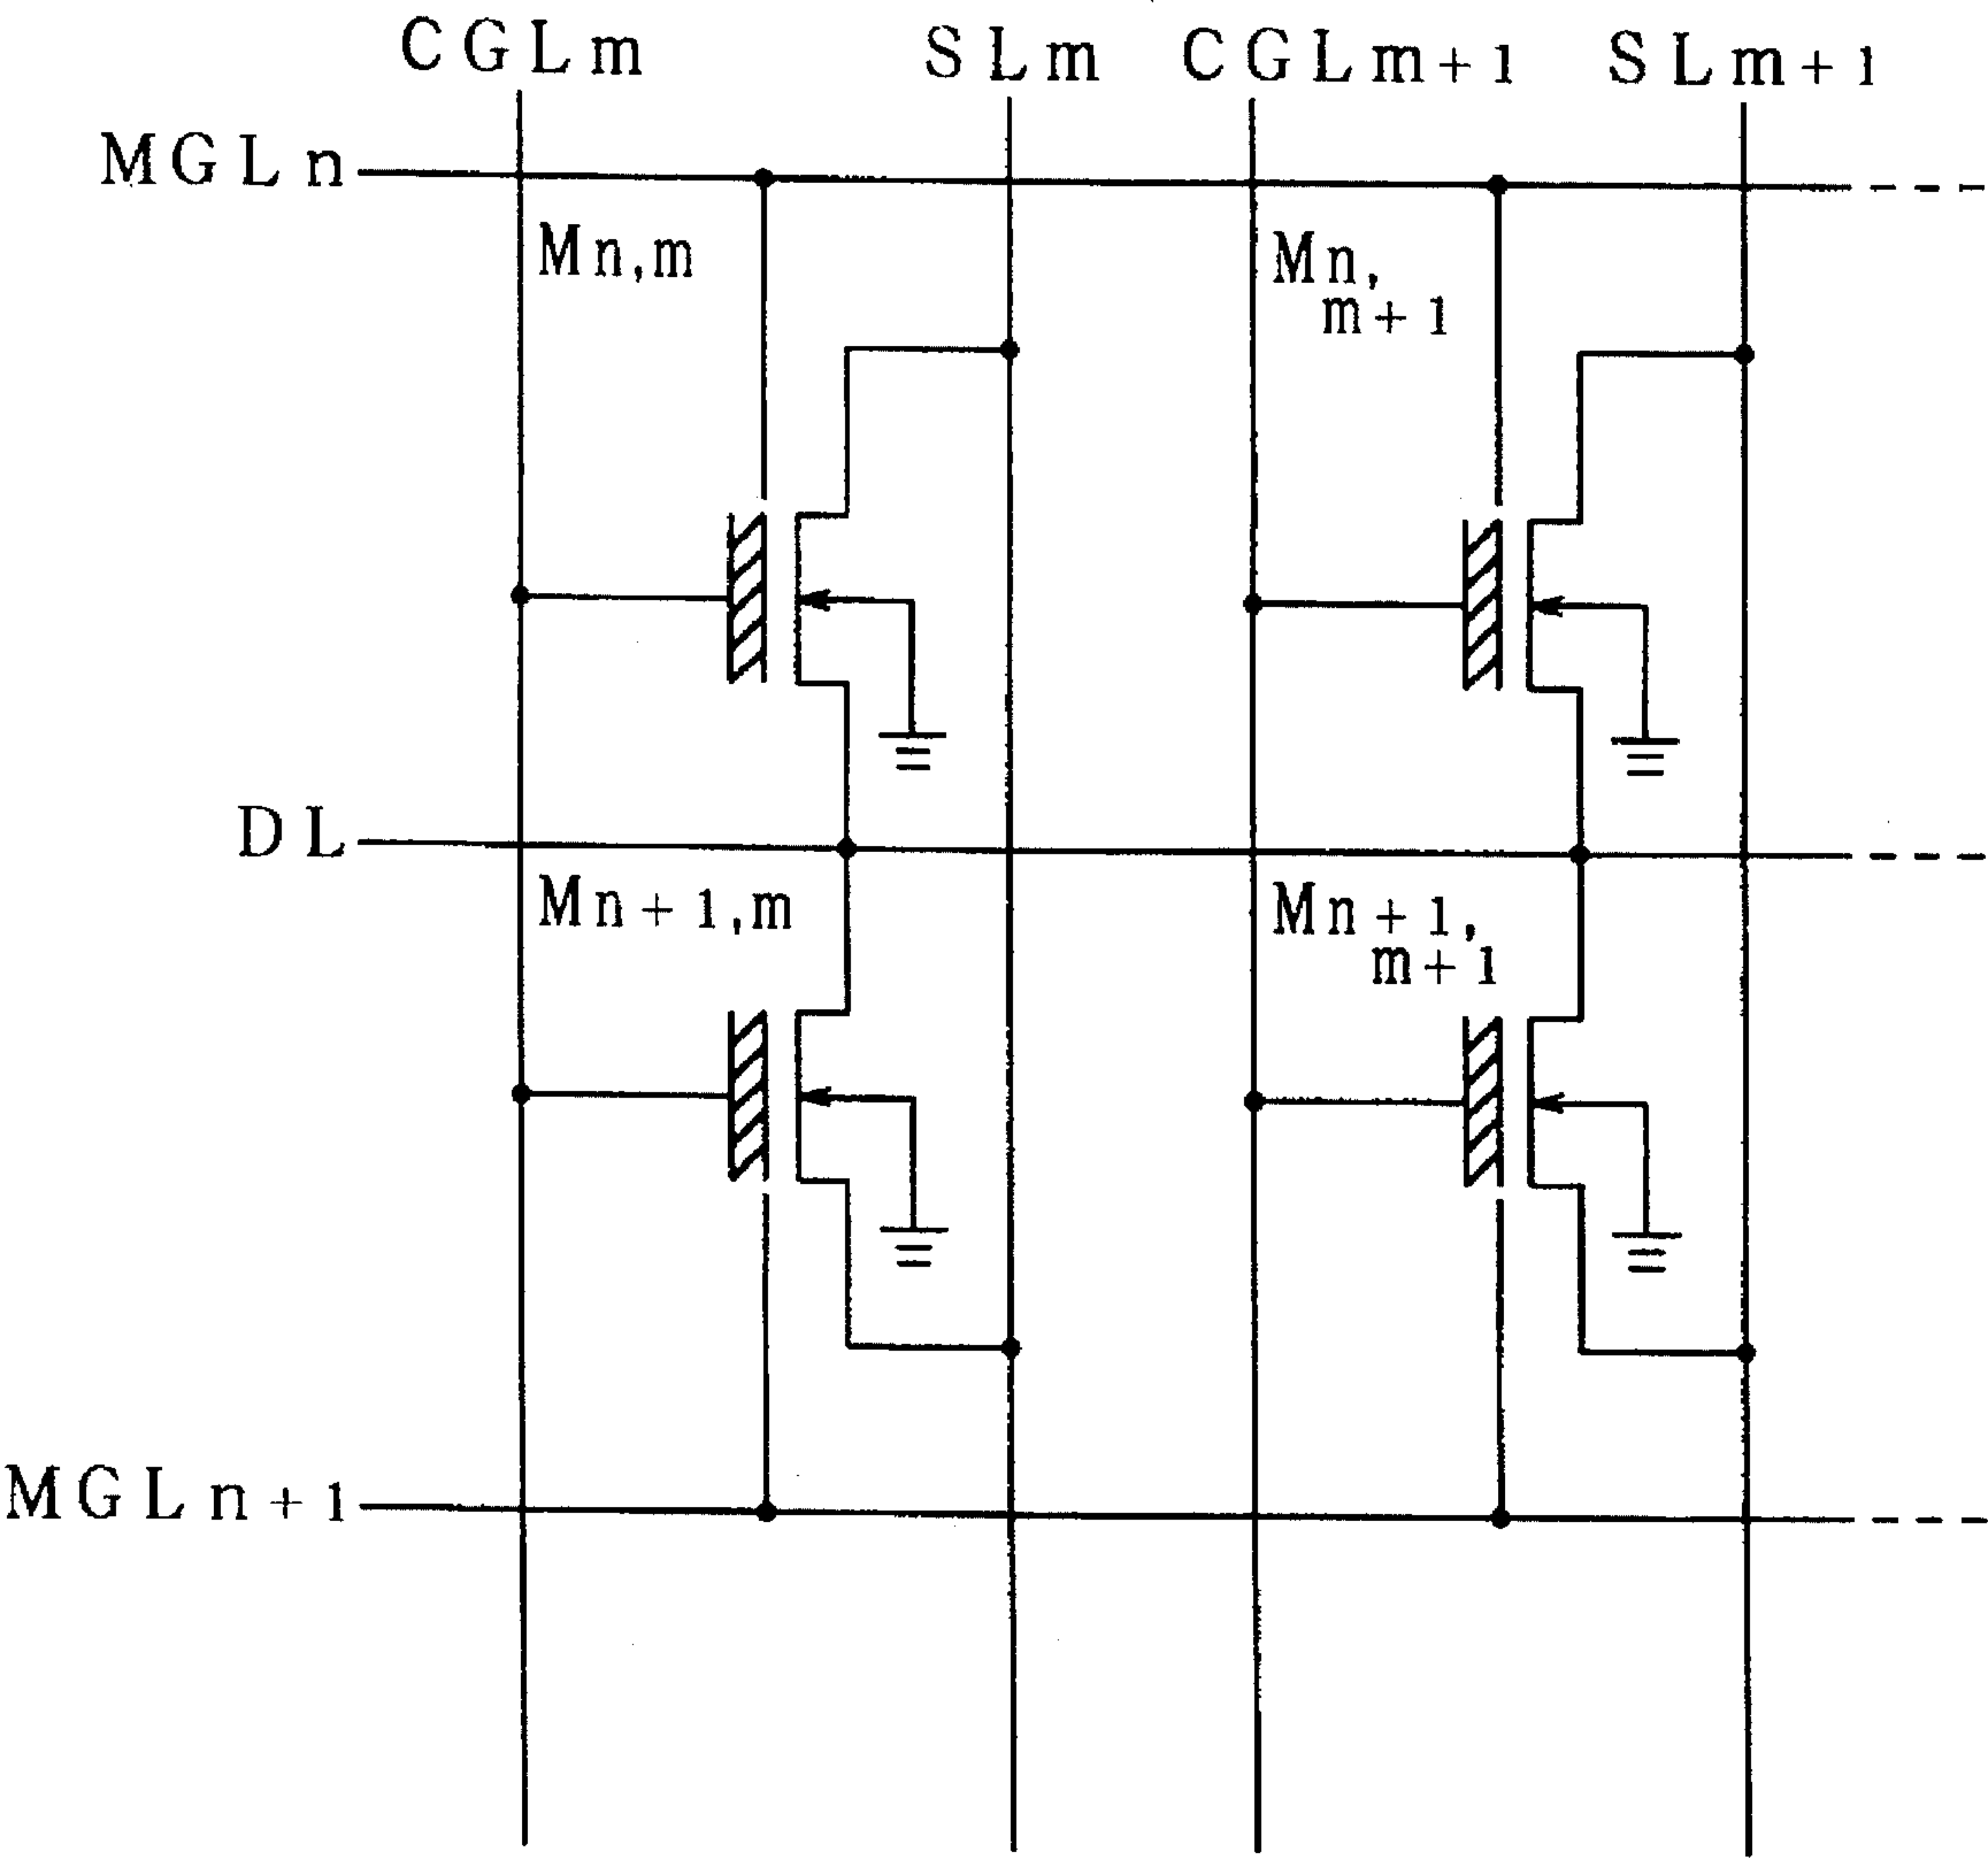 CGLm SLm CGLm+1 SLm+1
MGLn
Mn,m
Mn,
m+1
DL
Mn+1,m
Mn+1,
m+1
MGLn+1